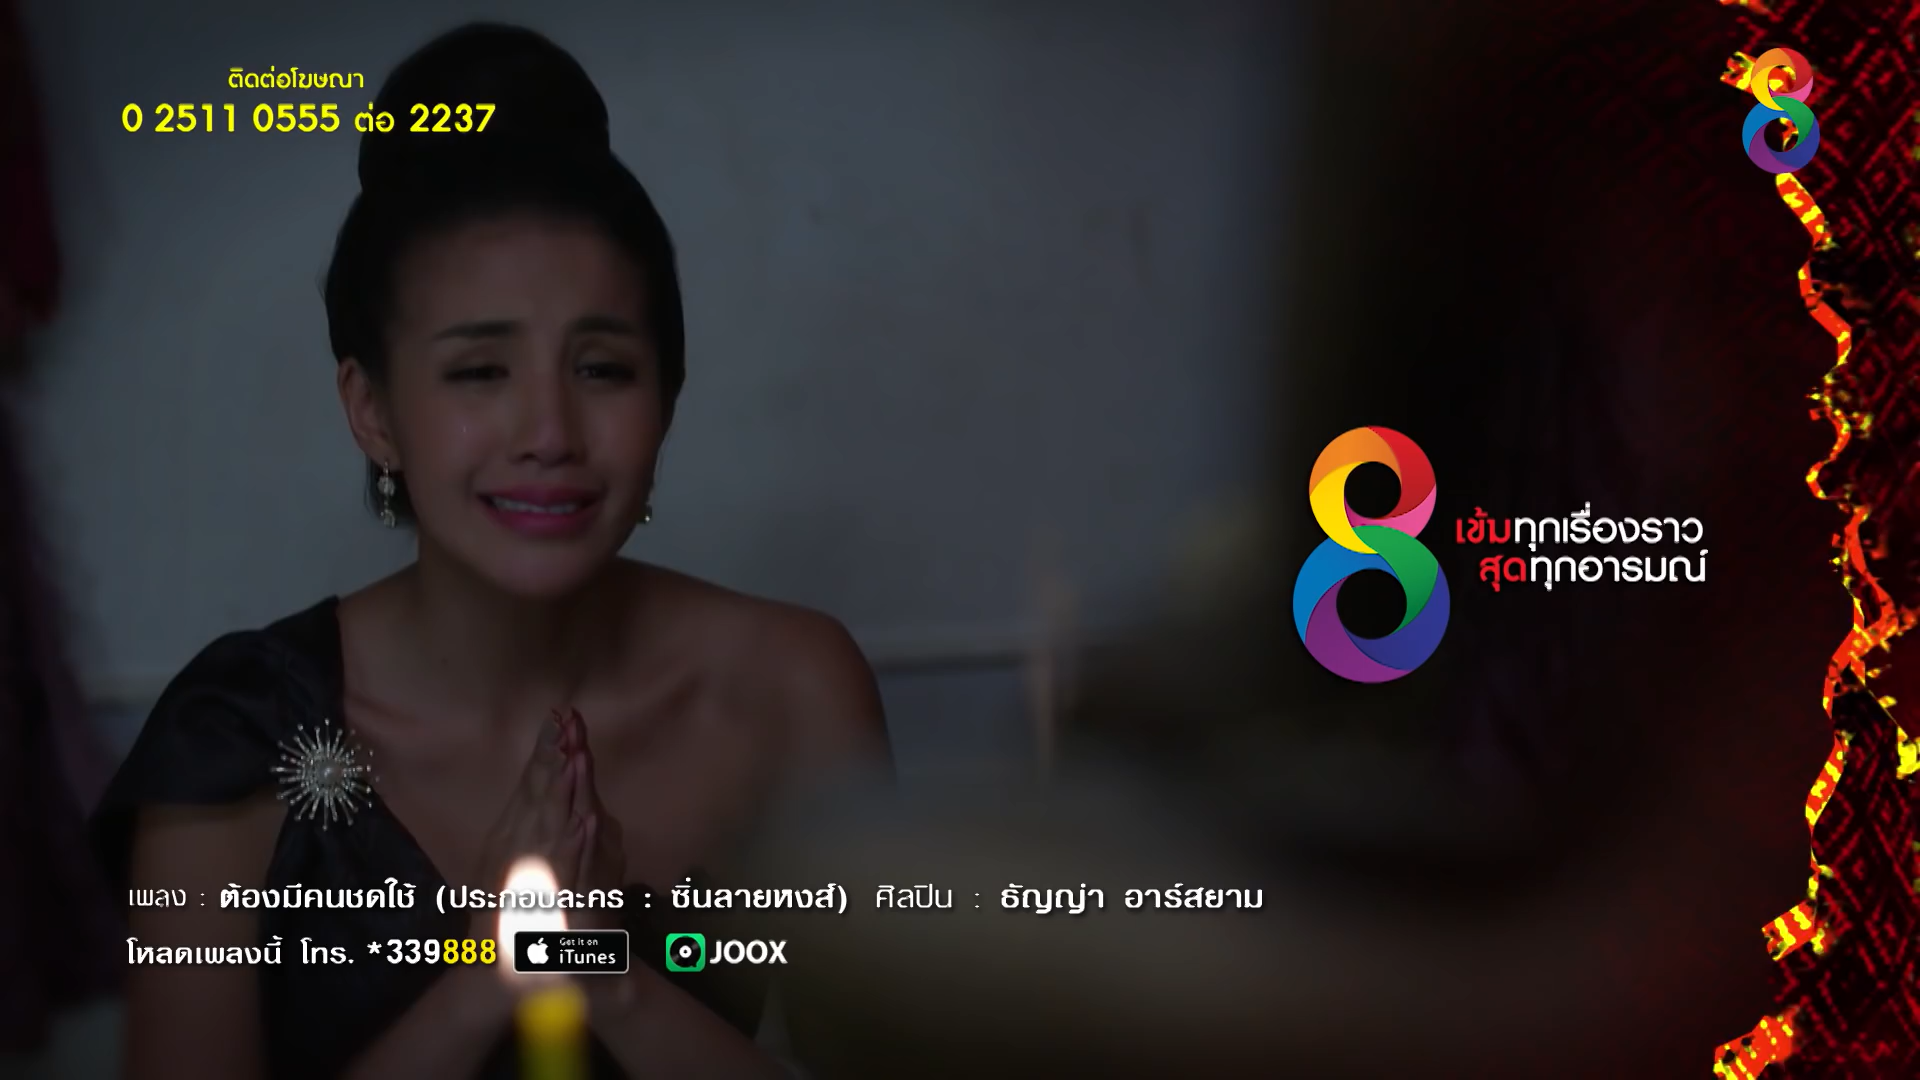 ติดต่อโฆษณา
0 2511 0555 ต่อ 2237
เข้มทุกเรื่องราว
สุดทุกอารมณ์
เพลง : ต้องมีคนชดใช้ (ประกอบละคร : ซิ่นลายหงส์) ศิลปิน : ธัญญ่า อาร์สยาม
โหลดเพลงนี้ โทร. *339888 Get it on iTunes JOOX